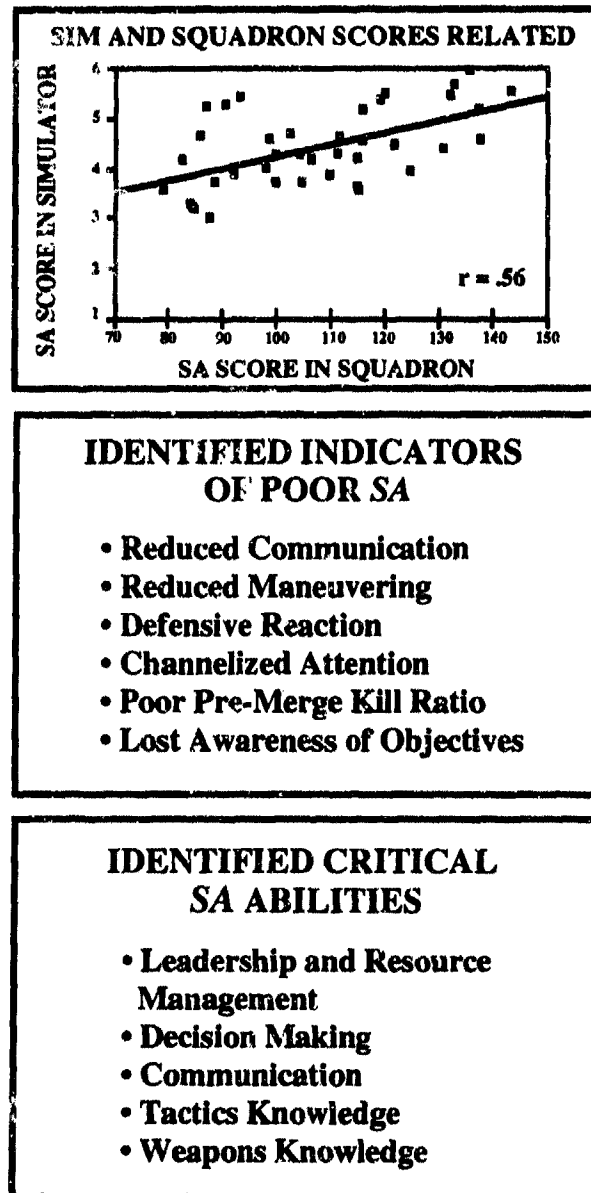 SIM AND SQUADRON SCORES RELATED
SA SCORE IN SIMULATOR
6
5
4
3
2
1
r = .56
70 80 90 100 110 120 130 140 150
SA SCORE IN SQUADRON
IDENTIFIED INDICATORS
OF POOR SA
• Reduced Communication
• Reduced Maneuvering
• Defensive Reaction
• Channelized Attention
• Poor Pre-Merge Kill Ratio
• Lost Awareness of Objectives
IDENTIFIED CRITICAL
SA ABILITIES
• Leadership and Resource
Management
• Decision Making
• Communication
• Tactics Knowledge
• Weapons Knowledge